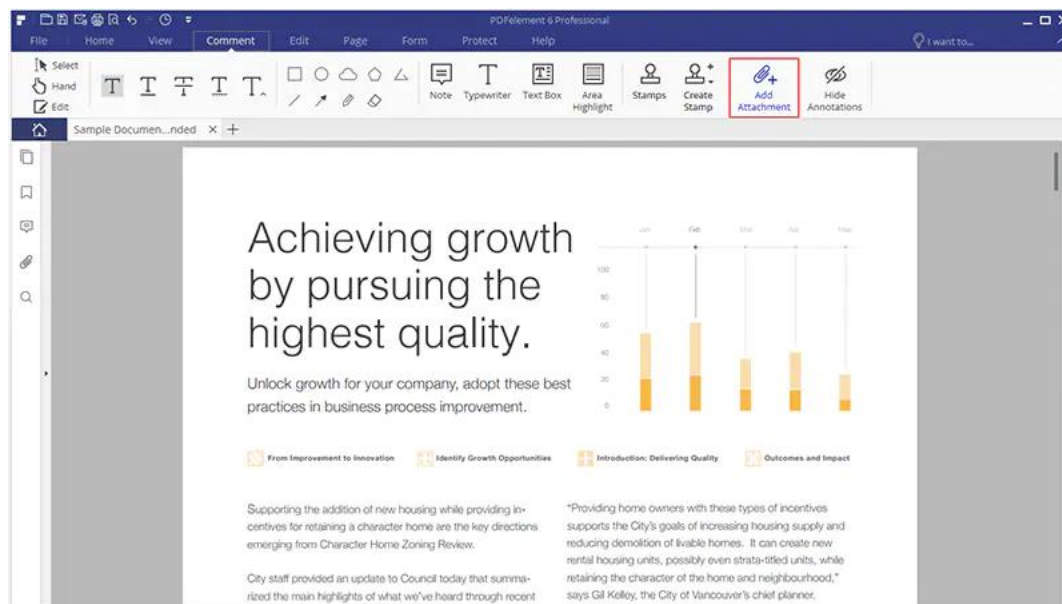 PDFelement 6 Professional
File Home View Comment Edit Page Form Protect Help I want to...
Select
Hand
Edit
T T T T T
Note Typewriter Text Box Area Highlight Stamps Create Stamp Add Attachment Hide Annotations
Sample Documen...nded × +
Achieving growth
by pursuing the
highest quality.
Unlock growth for your company, adopt these best
practices in business process improvement.
Jan Feb Mar Apr May
100
80
60
40
20
0
From Improvement to Innovation Identify Growth Opportunities Introduction: Delivering Quality Outcomes and Impact
Supporting the addition of new housing while providing in-
centives for retaining a character home are the key directions
emerging from Character Home Zoning Review.
City staff provided an update to Council today that summa-
rized the main highlights of what we've heard through recent
"Providing home owners with these types of incentives
supports the City's goals of increasing housing supply and
reducing demolition of livable homes. It can create new
rental housing units, possibly even strata-titled units, while
retaining the character of the home and neighbourhood,"
says Gil Kelley, the City of Vancouver's chief planner.